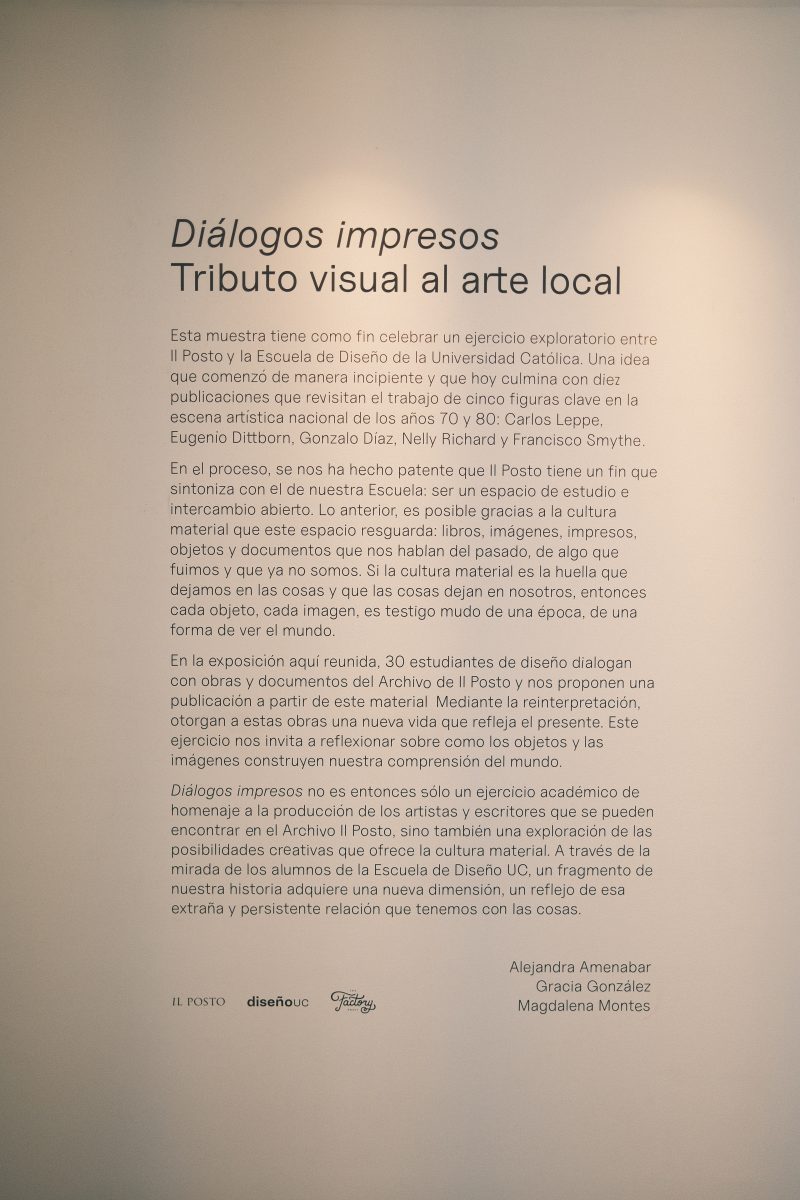 Diálogos impresos
Tributo visual al arte local
Esta muestra tiene como fin celebrar un ejercicio exploratorio entre
Il Posto y la Escuela de Diseño de la Universidad Católica. Una idea
que comenzó de manera incipiente y que hoy culmina con diez
publicaciones que revisitan el trabajo de cinco figuras clave en la
escena artística nacional de los años 70 y 80: Carlos Leppe,
Eugenio Dittborn, Gonzalo Díaz, Nelly Richard y Francisco Smythe.
En el proceso, se nos ha hecho patente que Il Posto tiene un fin que
sintoniza con el de nuestra Escuela: ser un espacio de estudio e
intercambio abierto. Lo anterior, es posible gracias a la cultura
material que este espacio resguarda: libros, imágenes, impresos,
objetos y documentos que nos hablan del pasado, de algo que
fuimos y que ya no somos. Si la cultura material es la huella que
dejamos en las cosas y que las cosas dejan en nosotros, entonces
cada objeto, cada imagen, es testigo mudo de una época, de una
forma de ver el mundo.
En la exposición aquí reunida, 30 estudiantes de diseño dialogan
con obras y documentos del Archivo de Il Posto y nos proponen una
publicación a partir de este material  Mediante la reinterpretación,
otorgan a estas obras una nueva vida que refleja el presente. Este
ejercicio nos invita a reflexionar sobre como los objetos y las
imágenes construyen nuestra comprensión del mundo.
Diálogos impresos no es entonces sólo un ejercicio académico de
homenaje a la producción de los artistas y escritores que se pueden
encontrar en el Archivo Il Posto, sino también una exploración de las
posibilidades creativas que ofrece la cultura material. A través de la
mirada de los alumnos de la Escuela de Diseño UC, un fragmento de
nuestra historia adquiere una nueva dimensión, un reflejo de esa
extraña y persistente relación que tenemos con las cosas.
Alejandra Amenabar
Gracia González
Magdalena Montes
IL POSTO diseñoUC Factory